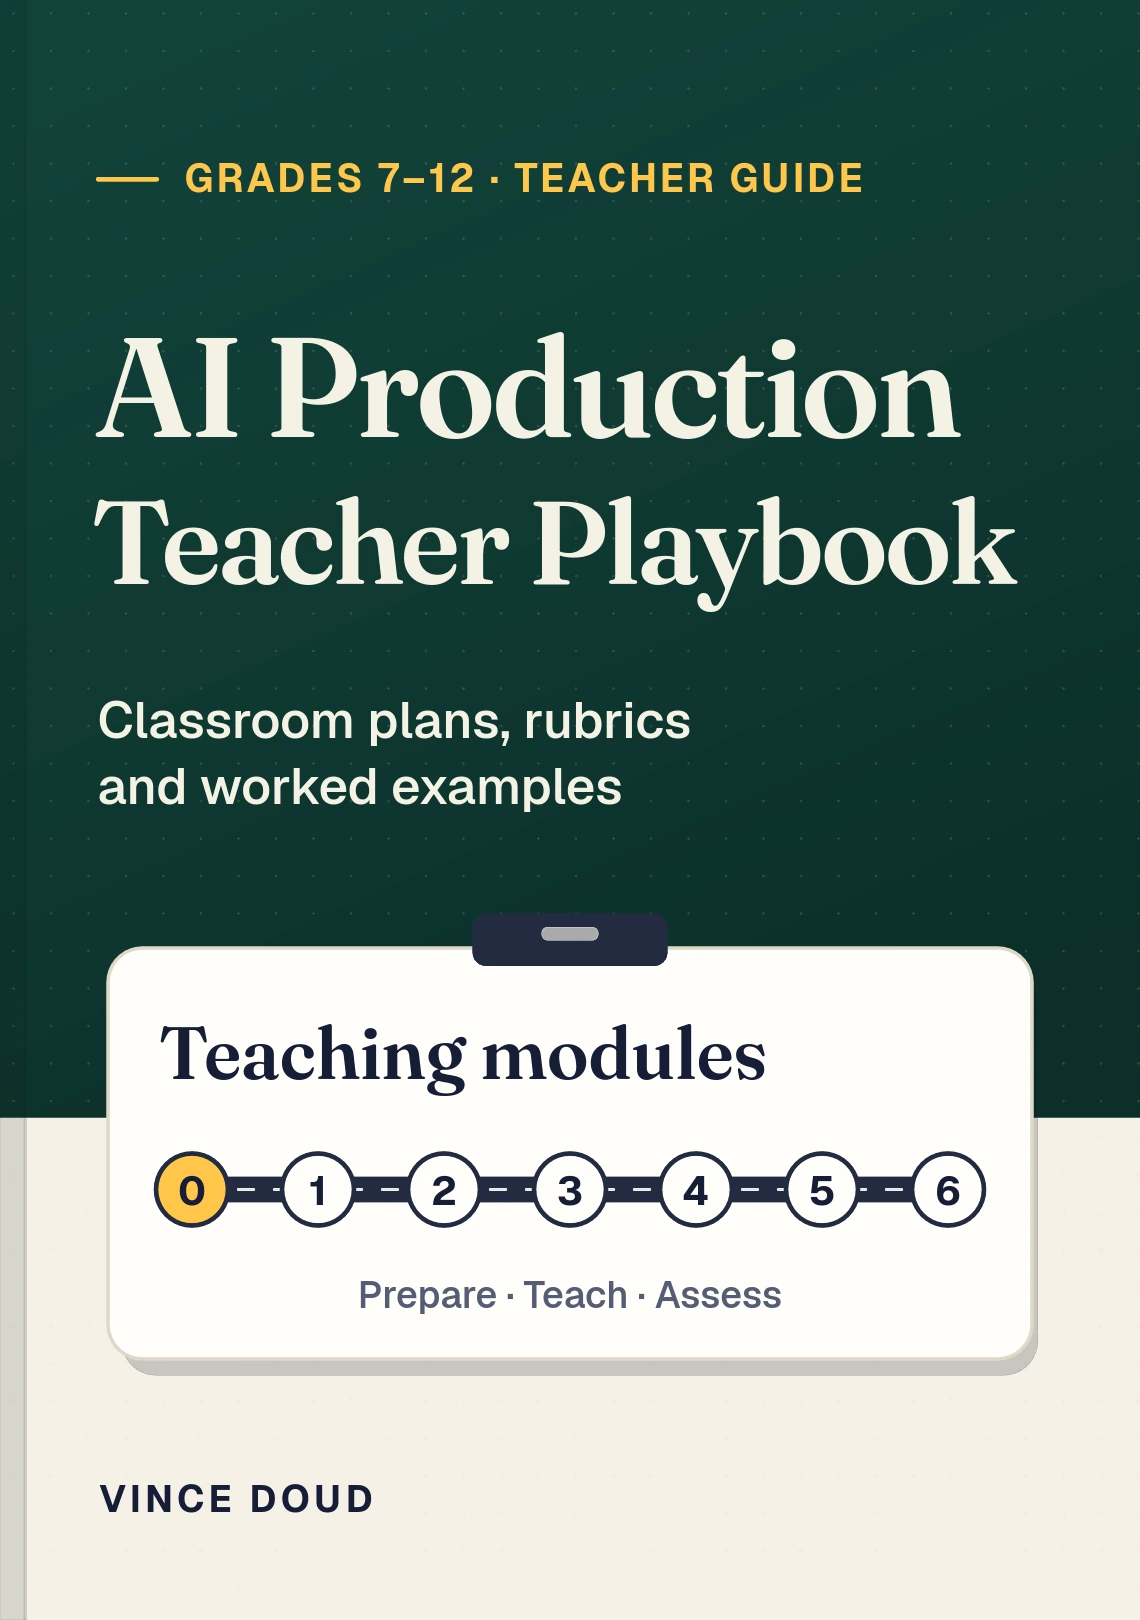 GRADES 7–12 · TEACHER GUIDE
AI Production
Teacher Playbook
Classroom plans, rubrics
and worked examples
Teaching modules
0 1 2 3 4 5 6
Prepare · Teach · Assess
VINCE DOUD